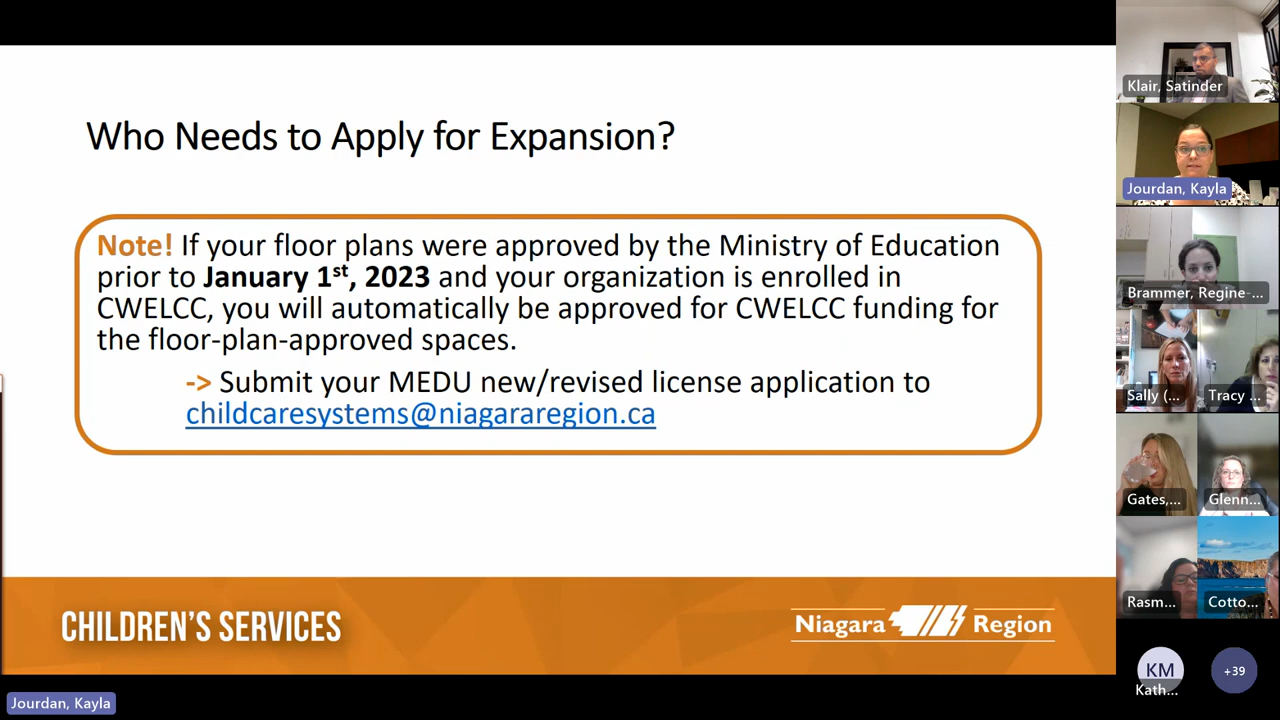 Who Needs to Apply for Expansion?
Note! If your floor plans were approved by the Ministry of Education
prior to January 1st, 2023 and your organization is enrolled in
CWELCC, you will automatically be approved for CWELCC funding for
the floor-plan-approved spaces.
-> Submit your MEDU new/revised license application to
childcaresystems@niagararegion.ca
CHILDREN'S SERVICES
Niagara Region
Jourdan, Kayla
Klair, Satinder
Jourdan, Kayla
Brammer, Regine-...
Sally (...
Tracy ...
Gates,...
Glenn...
Rasm...
Cotto...
KM
Kath...
+39